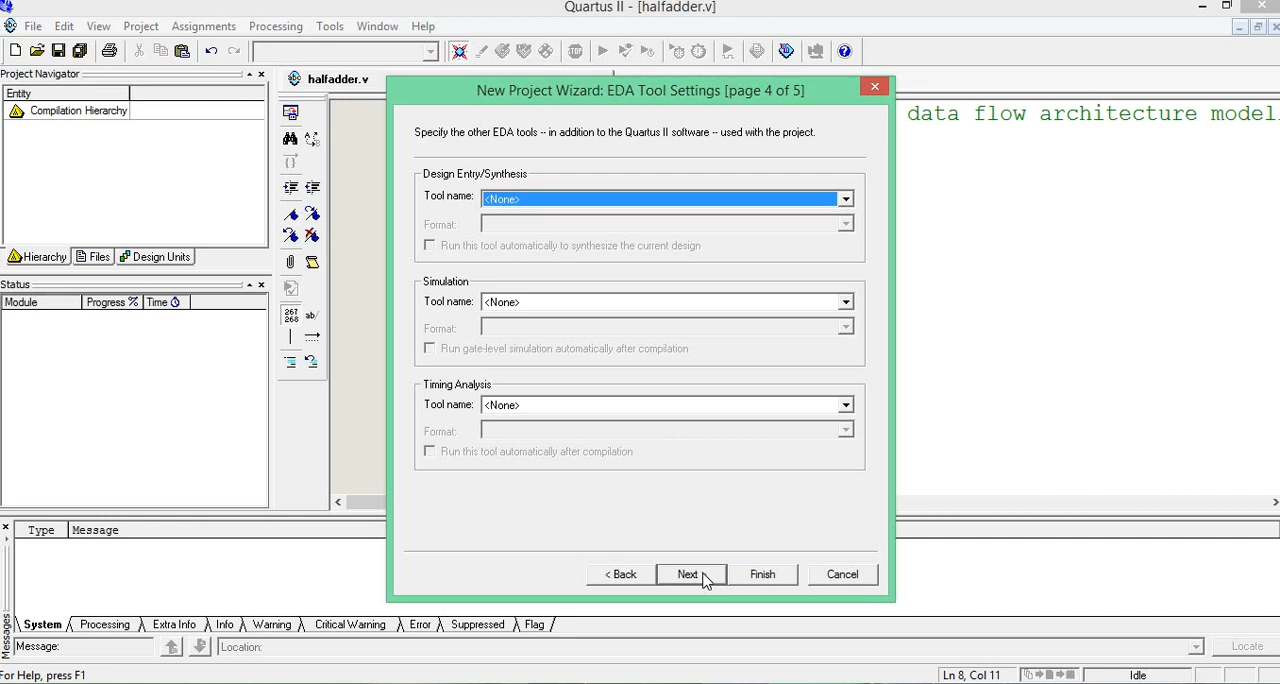 Quartus II - [halfadder.v]
File Edit View Project Assignments Processing Tools Window Help
Project Navigator
Entity
Compilation Hierarchy
Hierarchy Files Design Units
Status
Module Progress % Time
halfadder.v
267
268
ab/
data flow architecture model
New Project Wizard: EDA Tool Settings [page 4 of 5]
Specify the other EDA tools -- in addition to the Quartus II software -- used with the project.
Design Entry/Synthesis
Tool name: <None>
Format:
Run this tool automatically to synthesize the current design
Simulation
Tool name: <None>
Format:
Run gate-level simulation automatically after compilation
Timing Analysis
Tool name: <None>
Format:
Run this tool automatically after compilation
< Back Next > Finish Cancel
Type Message
System Processing Extra Info Info Warning Critical Warning Error Suppressed Flag
Messages
Message: Location: Locate
For Help, press F1 Ln 8, Col 11 Idle